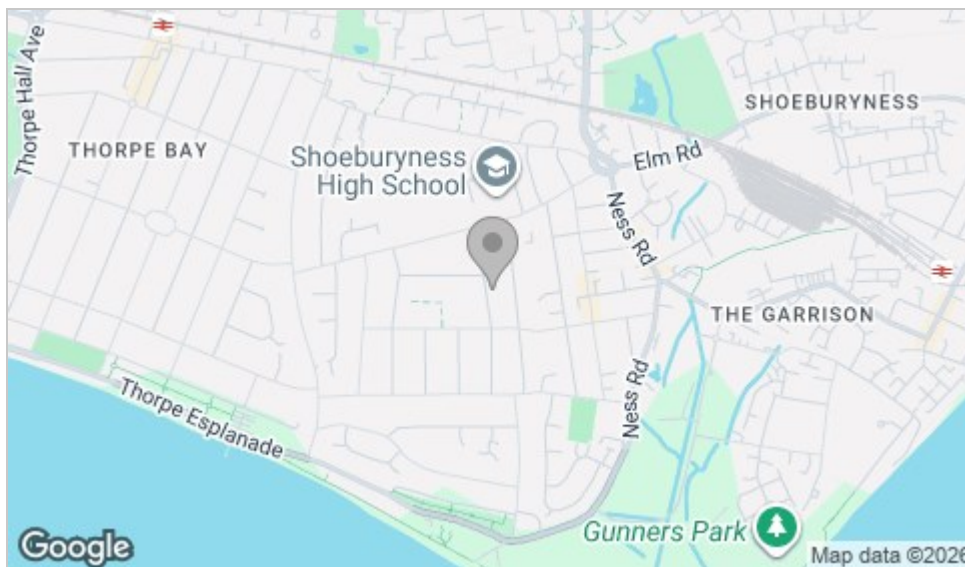 Thorpe Hall Ave
THORPE BAY
Shoeburyness
High School
SHOEBURYNESS
Elm Rd
Ness Rd
THE GARRISON
Ness Rd
Thorpe Esplanade
Gunners Park
Google
Map data ©2026